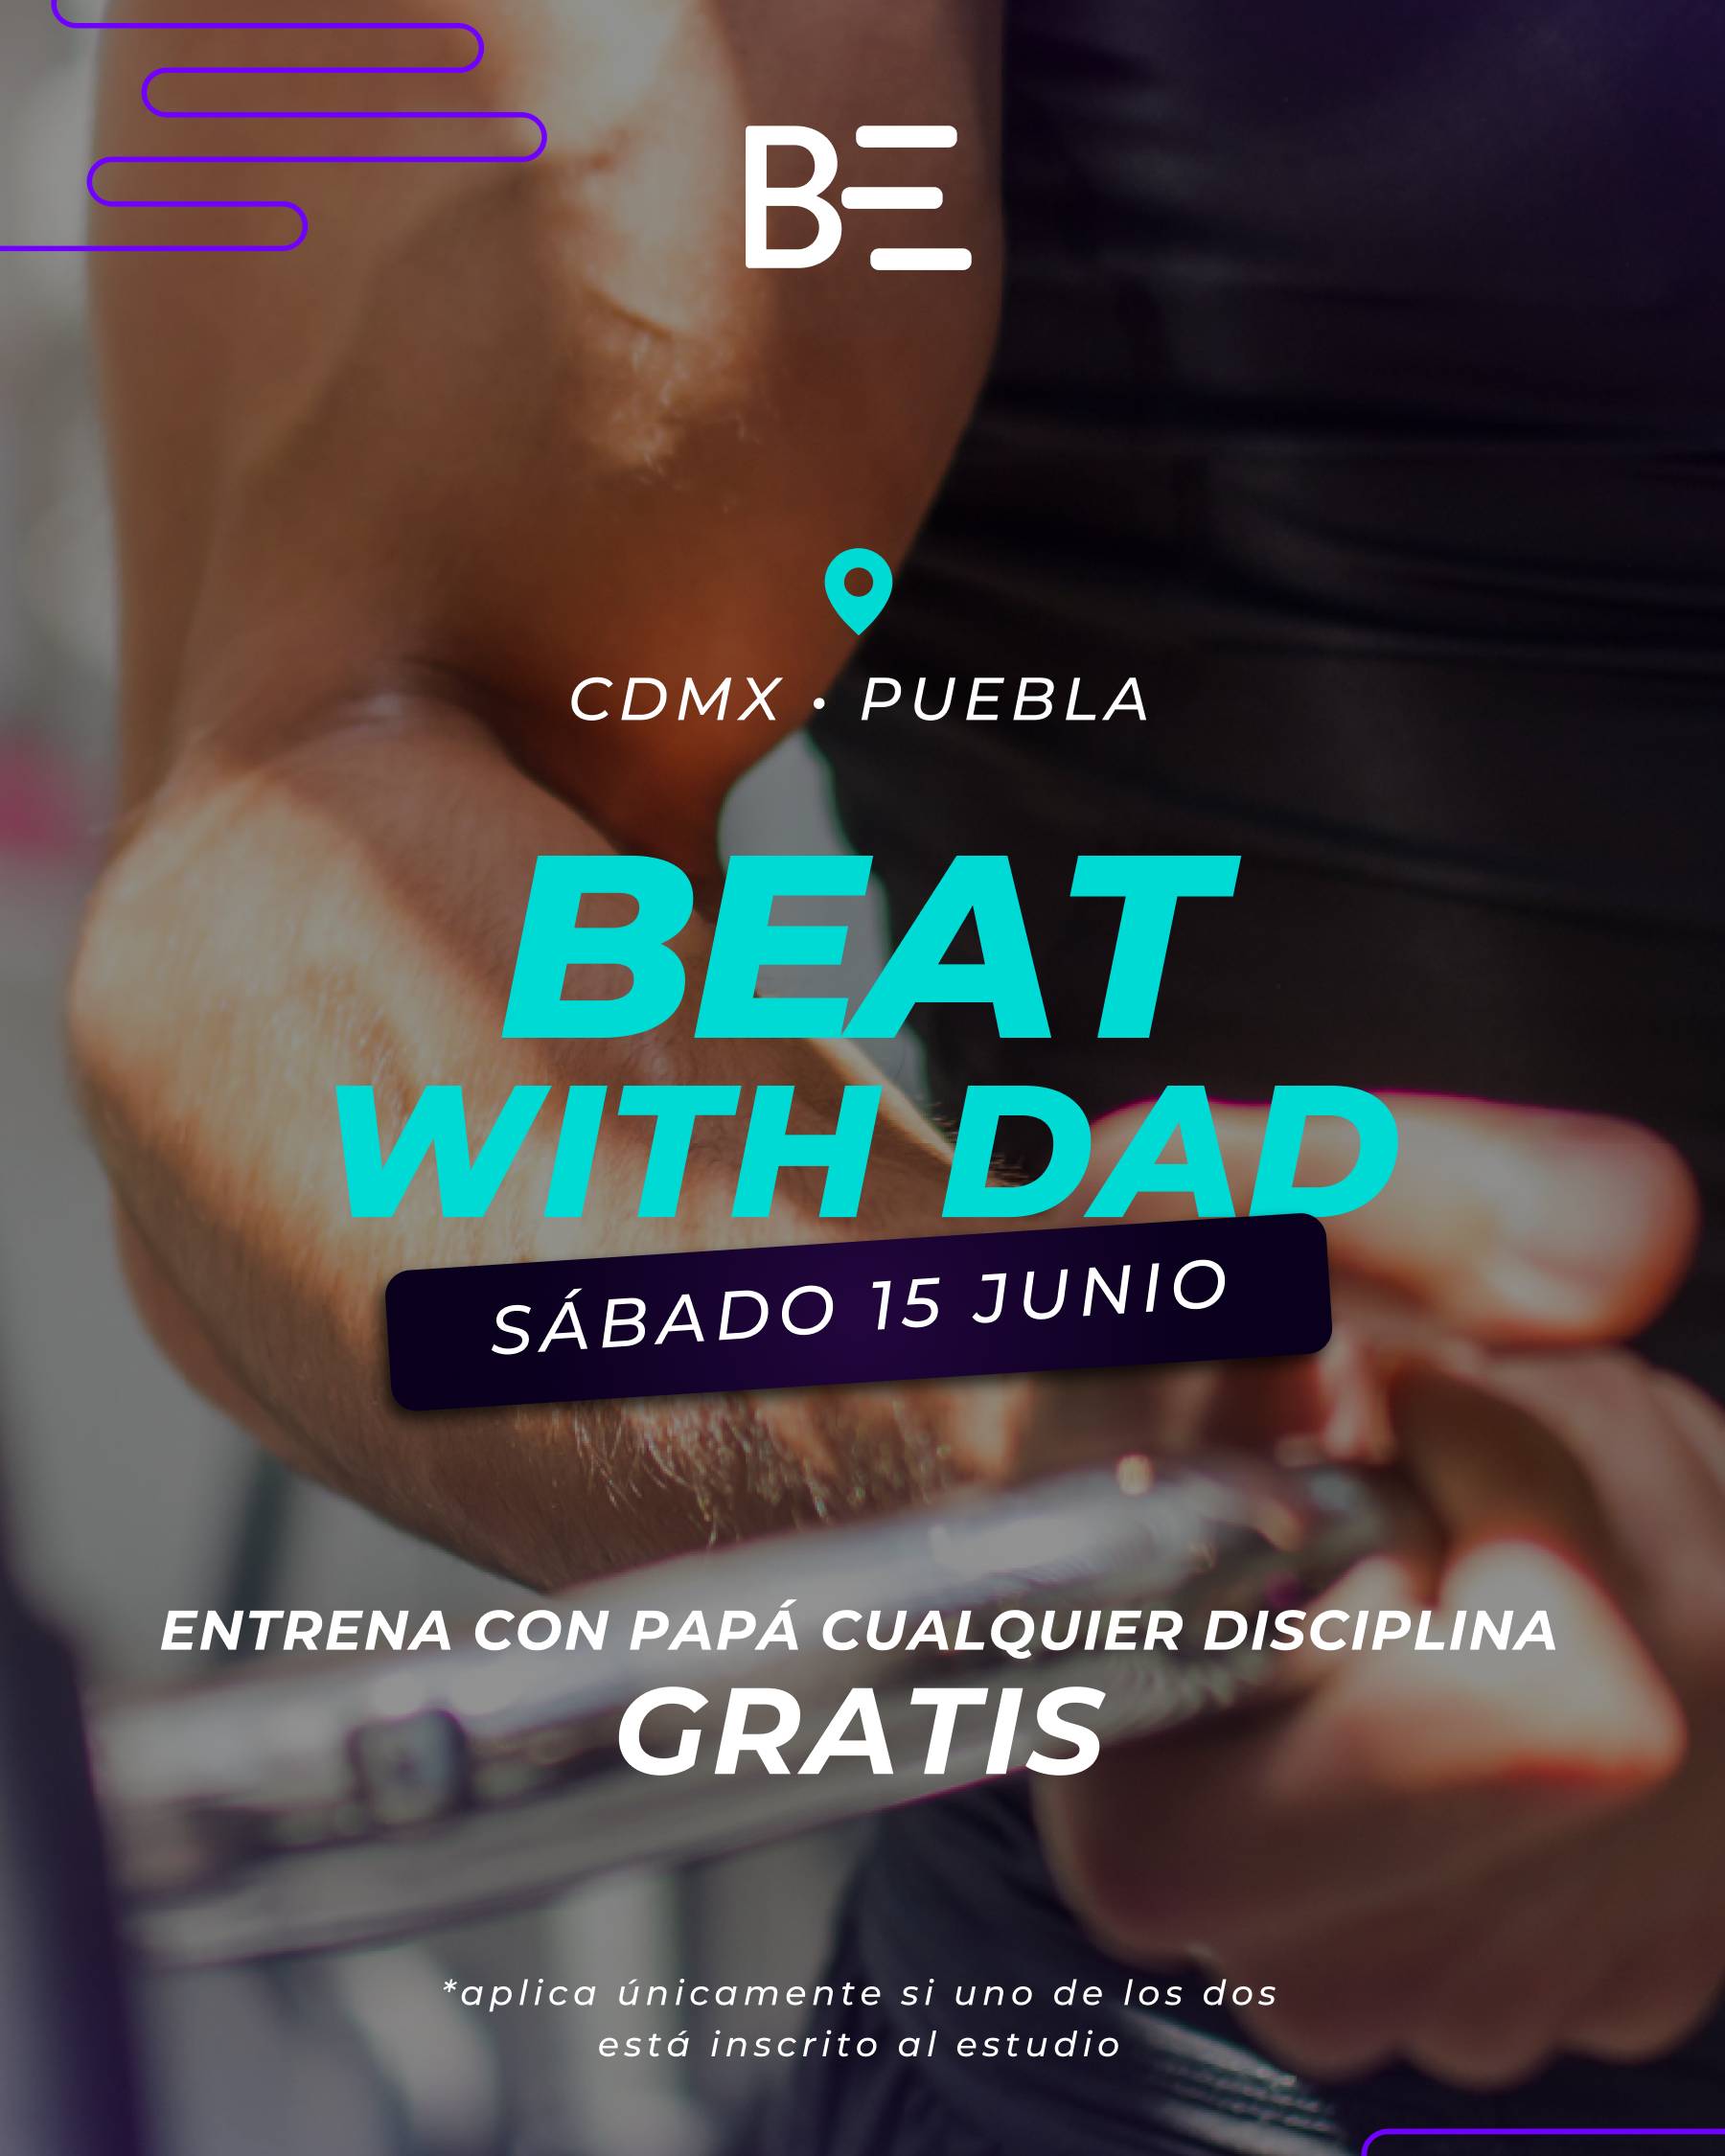 BE
CDMX • PUEBLA
BEAT
WITH DAD
SÁBADO 15 JUNIO
ENTRENA CON PAPÁ CUALQUIER DISCIPLINA
GRATIS
*aplica únicamente si uno de los dos
está inscrito al estudio